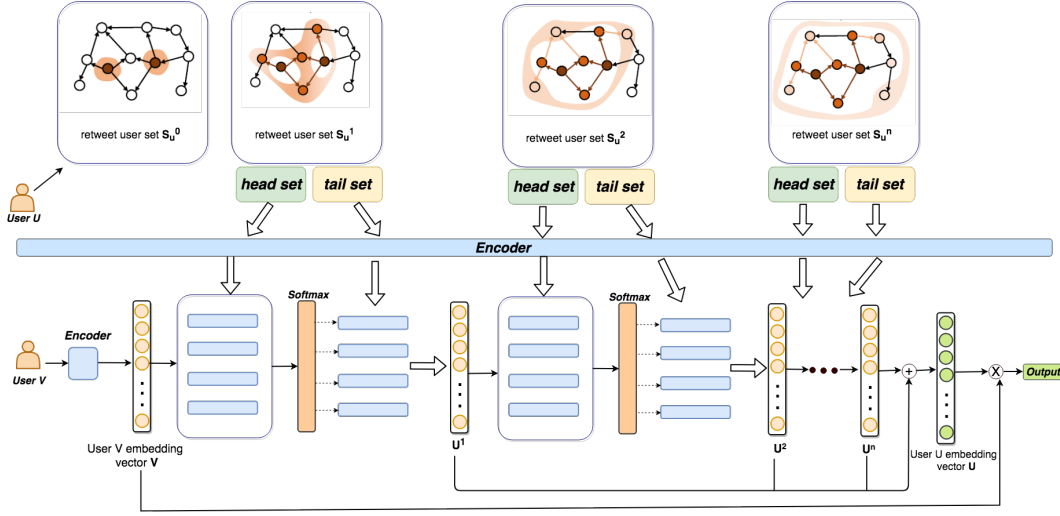 retweet user set Su⁰
retweet user set Su¹
retweet user set Su²
retweet user set Suⁿ
User U
head set
tail set
head set
tail set
head set
tail set
Encoder
Softmax
Softmax
Encoder
User V
Output
User V embedding
vector V
U¹
U²
Uⁿ
User U embedding
vector U
+
X